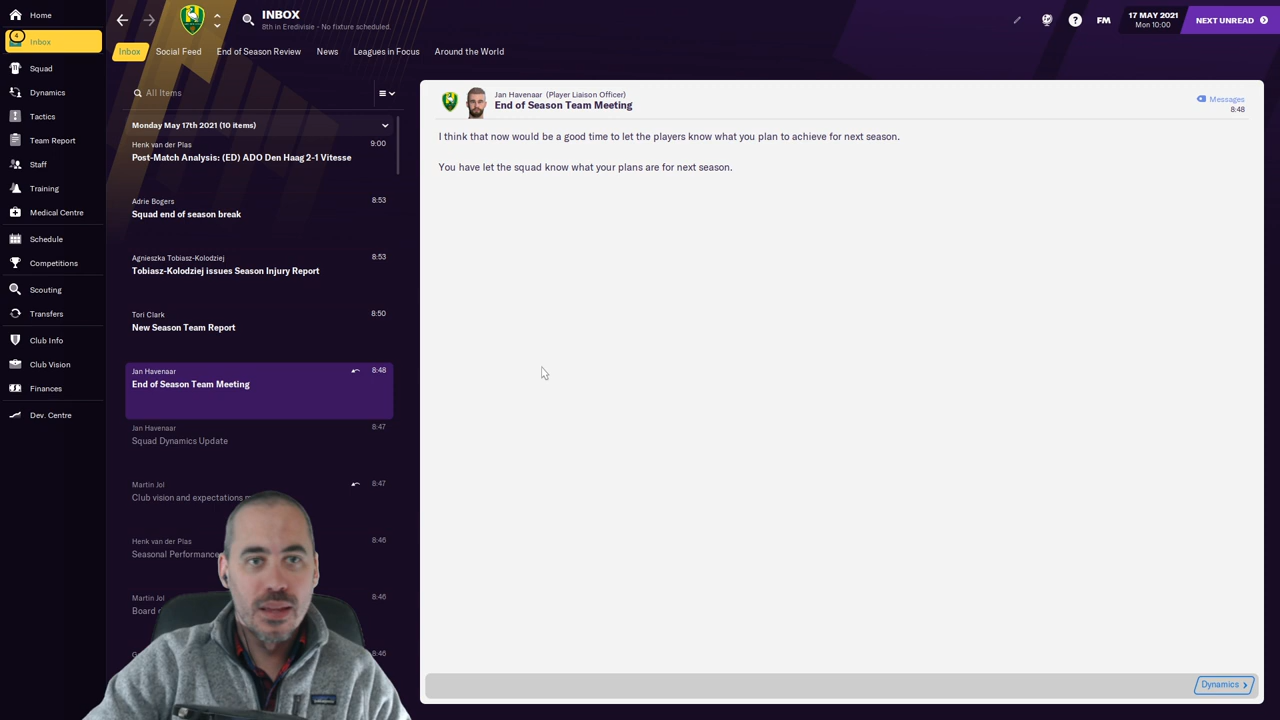 Home
4
Inbox
Squad
Dynamics
Tactics
Team Report
Staff
Training
Medical Centre
Schedule
Competitions
Scouting
Transfers
Club Info
Club Vision
Finances
Dev. Centre
INBOX
8th in Eredivisie - No fixture scheduled.
?
FM
17 MAY 2021
Mon 10:00
NEXT UNREAD
Inbox
Social Feed
End of Season Review
News
Leagues in Focus
Around the World
All Items
Monday May 17th 2021 (10 items)
Henk van der Plas 9:00
Post-Match Analysis: (ED) ADO Den Haag 2-1 Vitesse
Adrie Bogers 8:53
Squad end of season break
Agnieszka Tobiasz-Kolodziej 8:53
Tobiasz-Kolodziej issues Season Injury Report
Tori Clark 8:50
New Season Team Report
Jan Havenaar 8:48
End of Season Team Meeting
Jan Havenaar 8:47
Squad Dynamics Update
Martin Jol 8:47
Club vision and expectations
Henk van der Plas 8:46
Seasonal Performance
Martin Jol 8:46
Board
8:46
Jan Havenaar (Player Liaison Officer)
End of Season Team Meeting
Messages
8:48
I think that now would be a good time to let the players know what you plan to achieve for next season.
You have let the squad know what your plans are for next season.
Dynamics